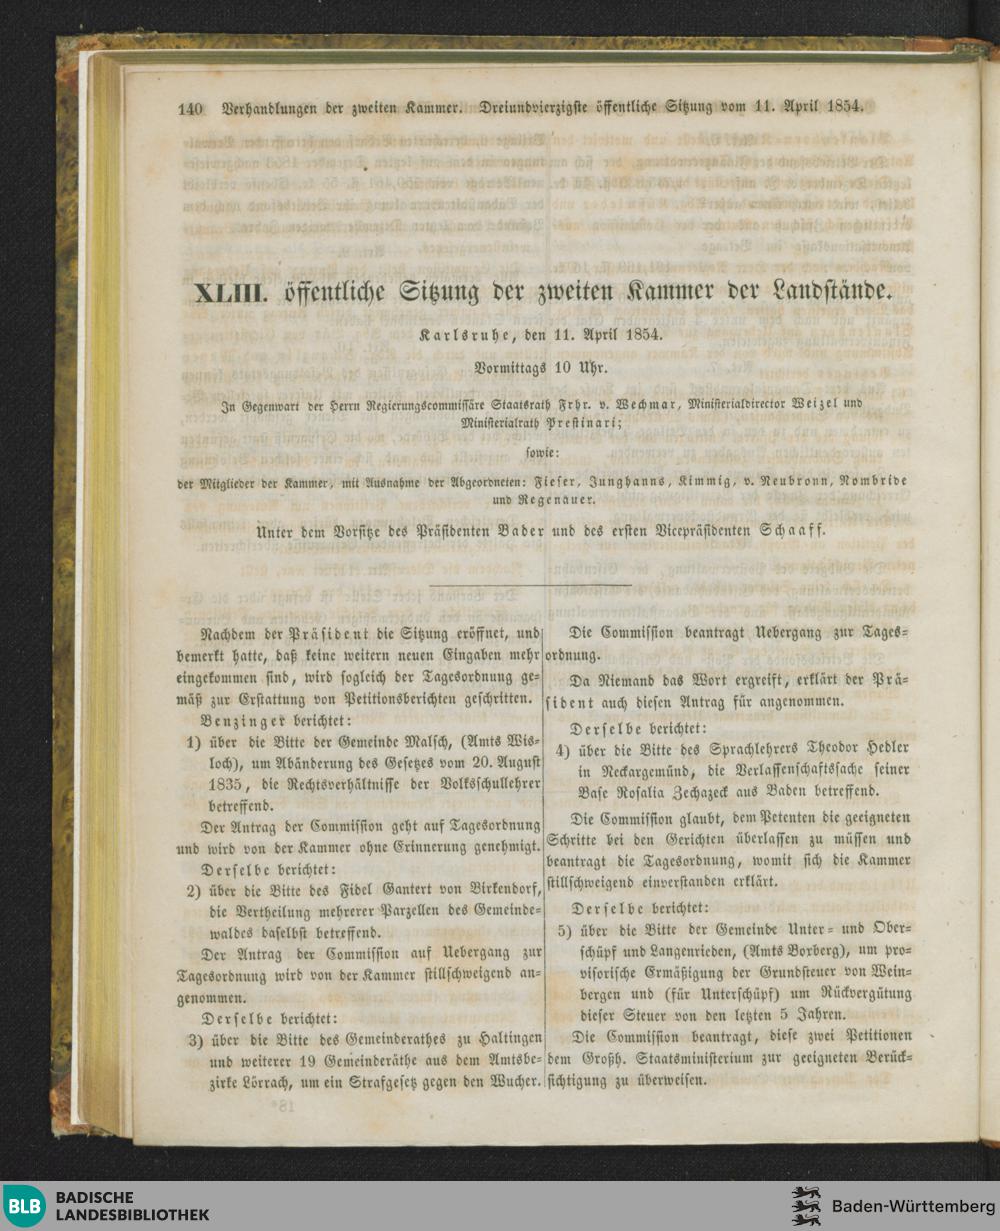 140 Verhandlungen der zweiten Kammer. Dreiundvierzigste öffentliche Sitzung vom 11. April 1854.
XLIII. öffentliche Sitzung der zweiten Kammer der Landstände.
Karlsruhe, den 11. April 1854.
Vormittags 10 Uhr.
In Gegenwart der Herrn Regierungscommissäre Staatsrath Frhr. v. Wechmar, Ministerialdirector Weizel und
Ministerialrath Prestinari;
sowie:
der Mitglieder der Kammer, mit Ausnahme der Abgeordneten: Fieser, Junghanns, Kimmig, v. Neubronn, Nombride
und Regenauer.
Unter dem Vorsitze des Präsidenten Bader und des ersten Vicepräsidenten Schaaff.
Nachdem der Präsident die Sitzung eröffnet, und
bemerkt hatte, daß keine weitern neuen Eingaben mehr
eingekommen sind, wird sogleich der Tagesordnung ge-
mäß zur Erstattung von Petitionsberichten geschritten.
Benzinger berichtet:
1) über die Bitte der Gemeinde Malsch, (Amts Wis-
loch), um Abänderung des Gesetzes vom 20. August
1835, die Rechtsverhältnisse der Volksschullehrer
betreffend.
Der Antrag der Commission geht auf Tagesordnung
und wird von der Kammer ohne Erinnerung genehmigt.
Derselbe berichtet:
2) über die Bitte des Fidel Gantert von Birkendorf,
die Vertheilung mehrerer Parzellen des Gemeinde-
waldes daselbst betreffend.
Der Antrag der Commission auf Uebergang zur
Tagesordnung wird von der Kammer stillschweigend an-
genommen.
Derselbe berichtet:
3) über die Bitte des Gemeinderathes zu Haltingen
und weiterer 19 Gemeinderäthe aus dem Amtsbe-
zirke Lörrach, um ein Strafgesetz gegen den Wucher.
Die Commission beantragt Uebergang zur Tages-
ordnung.
Da Niemand das Wort ergreift, erklärt der Prä-
sident auch diesen Antrag für angenommen.
Derselbe berichtet:
4) über die Bitte des Sprachlehrers Theodor Hedler
in Neckargemünd, die Verlassenschaftssache seiner
Base Rosalia Zechazeck aus Baden betreffend.
Die Commission glaubt, dem Petenten die geeigneten
Schritte bei den Gerichten überlassen zu müssen und
beantragt die Tagesordnung, womit sich die Kammer
stillschweigend einverstanden erklärt.
Derselbe berichtet:
5) über die Bitte der Gemeinde Unter- und Ober-
schüpf und Langenrieden, (Amts Boxberg), um pro-
visorische Ermäßigung der Grundsteuer von Wein-
bergen und (für Unterschüpf) um Rückvergütung
dieser Steuer von den letzten 5 Jahren.
Die Commission beantragt, diese zwei Petitionen
dem Großh. Staatsministerium zur geeigneten Berück-
sichtigung zu überweisen.
BLB BADISCHE
LANDESBIBLIOTHEK
Baden-Württemberg